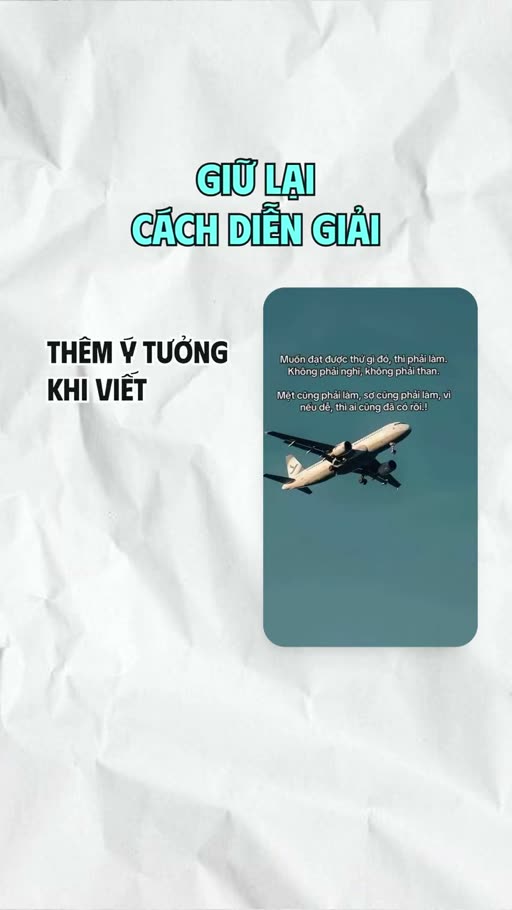 GIỮ LẠI
CÁCH DIỄN GIẢI
THÊM Ý TƯỞNG
KHI VIẾT
Muốn đạt được thứ gì đó, thì phải làm.
Không phải nghĩ, không phải than.
Mệt cũng phải làm, sợ cũng phải làm, vì
nếu dễ, thì ai cũng đã có rồi.!